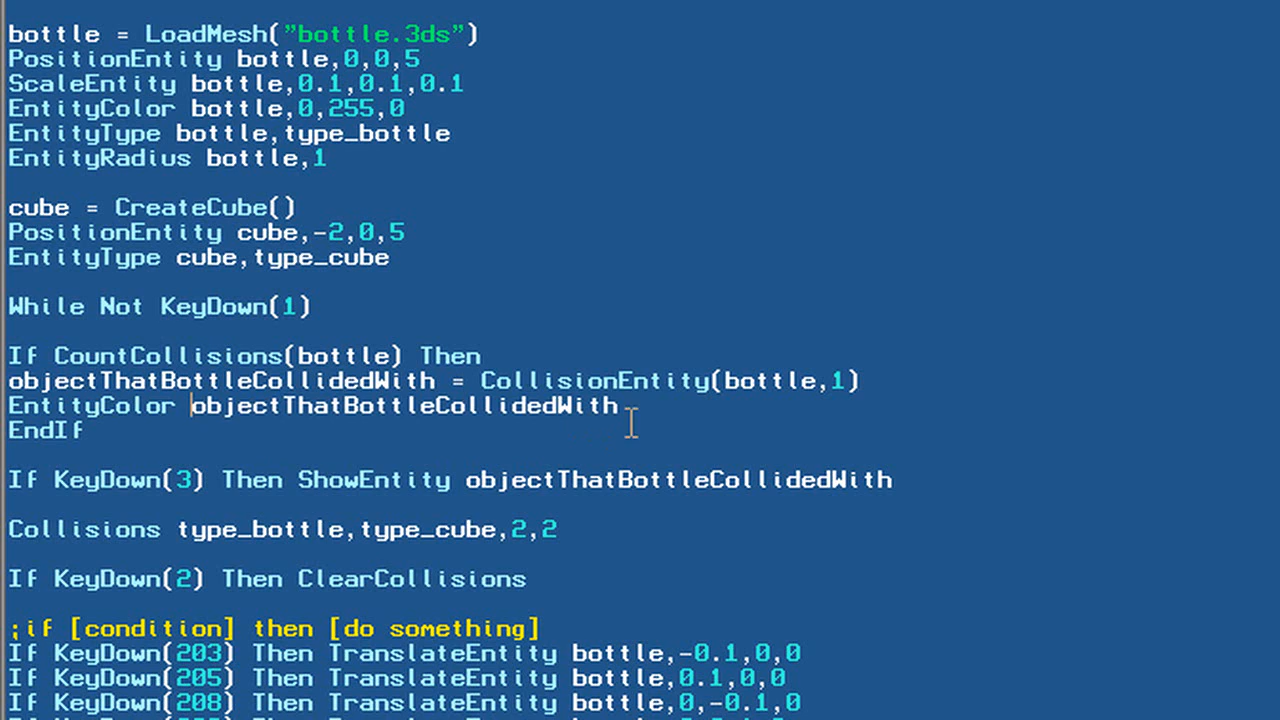 bottle = LoadMesh("bottle.3ds")
PositionEntity bottle,0,0,5
ScaleEntity bottle,0.1,0.1,0.1
EntityColor bottle,0,255,0
EntityType bottle,type_bottle
EntityRadius bottle,1
cube = CreateCube()
PositionEntity cube,-2,0,5
EntityType cube,type_cube
While Not KeyDown(1)
If CountCollisions(bottle) Then
objectThatBottleCollidedWith = CollisionEntity(bottle,1)
EntityColor objectThatBottleCollidedWith
EndIf
If KeyDown(3) Then ShowEntity objectThatBottleCollidedWith
Collisions type_bottle,type_cube,2,2
If KeyDown(2) Then ClearCollisions
;if [condition] then [do something]
If KeyDown(203) Then TranslateEntity bottle,-0.1,0,0
If KeyDown(205) Then TranslateEntity bottle,0.1,0,0
If KeyDown(208) Then TranslateEntity bottle,0,-0.1,0